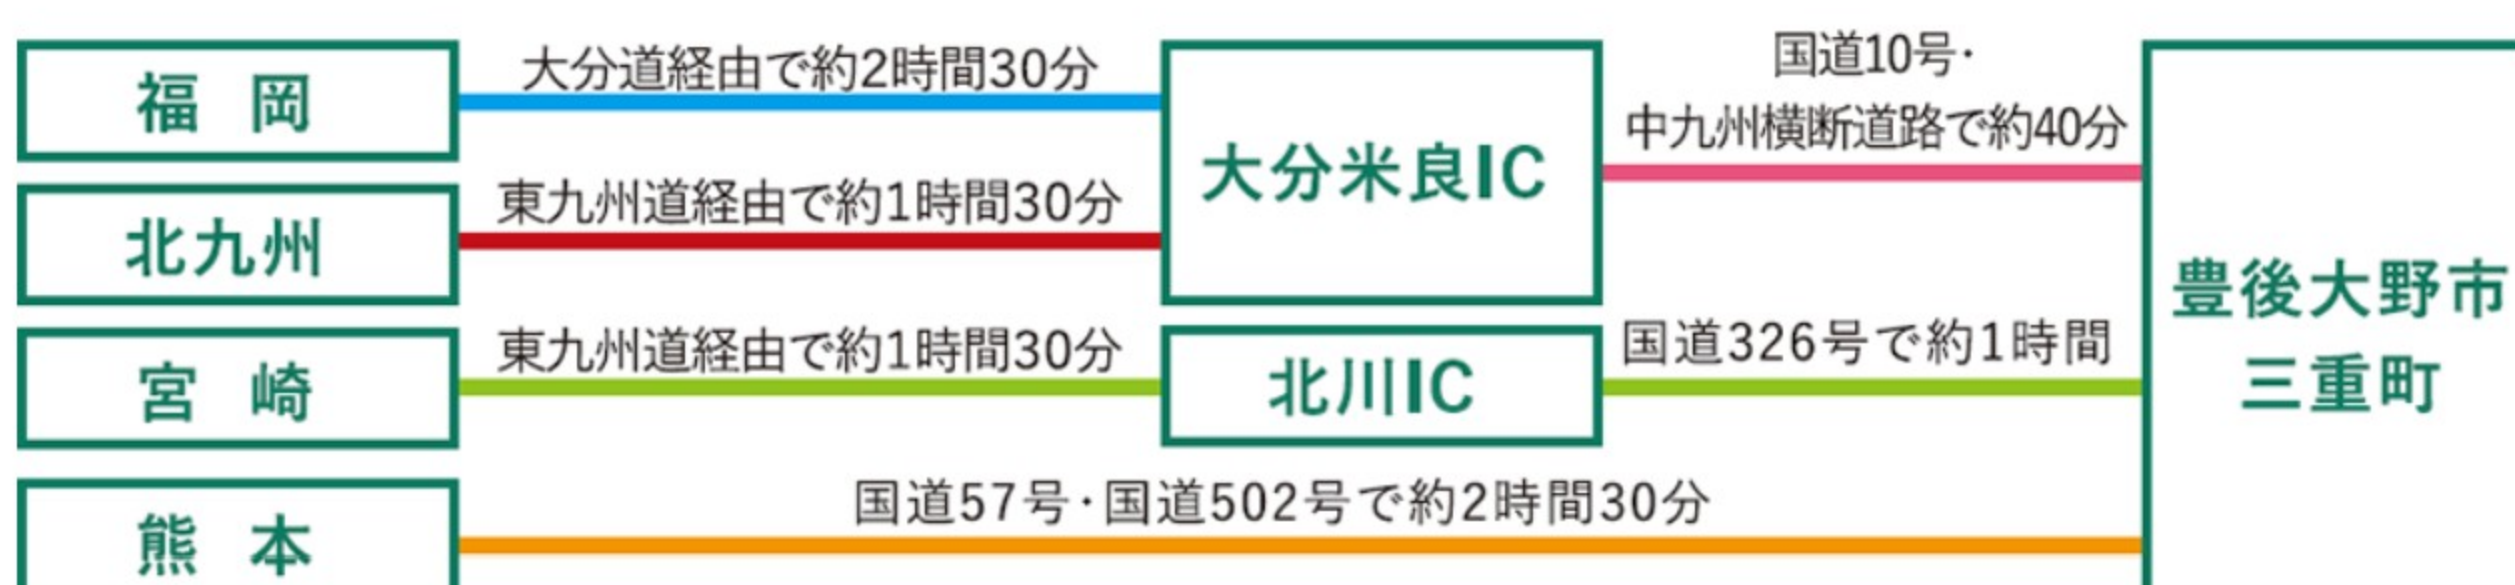 福岡
大分道経由で約2時間30分
大分米良IC
国道10号・
中九州横断道路で約40分
北九州
東九州道経由で約1時間30分
宮崎
東九州道経由で約1時間30分
北川IC
国道326号で約1時間
豊後大野市
三重町
熊本
国道57号・国道502号で約2時間30分